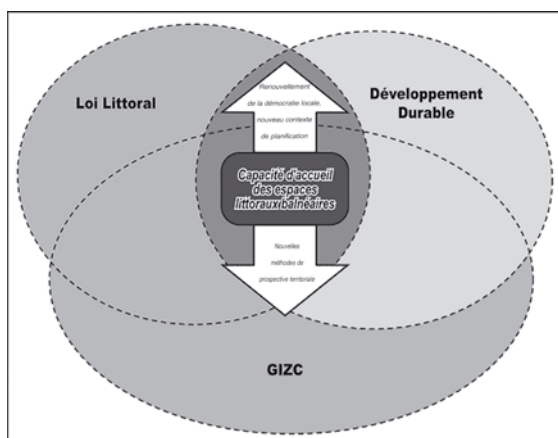 Loi Littoral
Renouvellement
de la démocratie locale,
nouveau contexte
de planification
Développement
Durable
Capacité d'accueil
des espaces
littoraux balnéaires
Nouvelles
méthodes de
prospective territoriale
GIZC